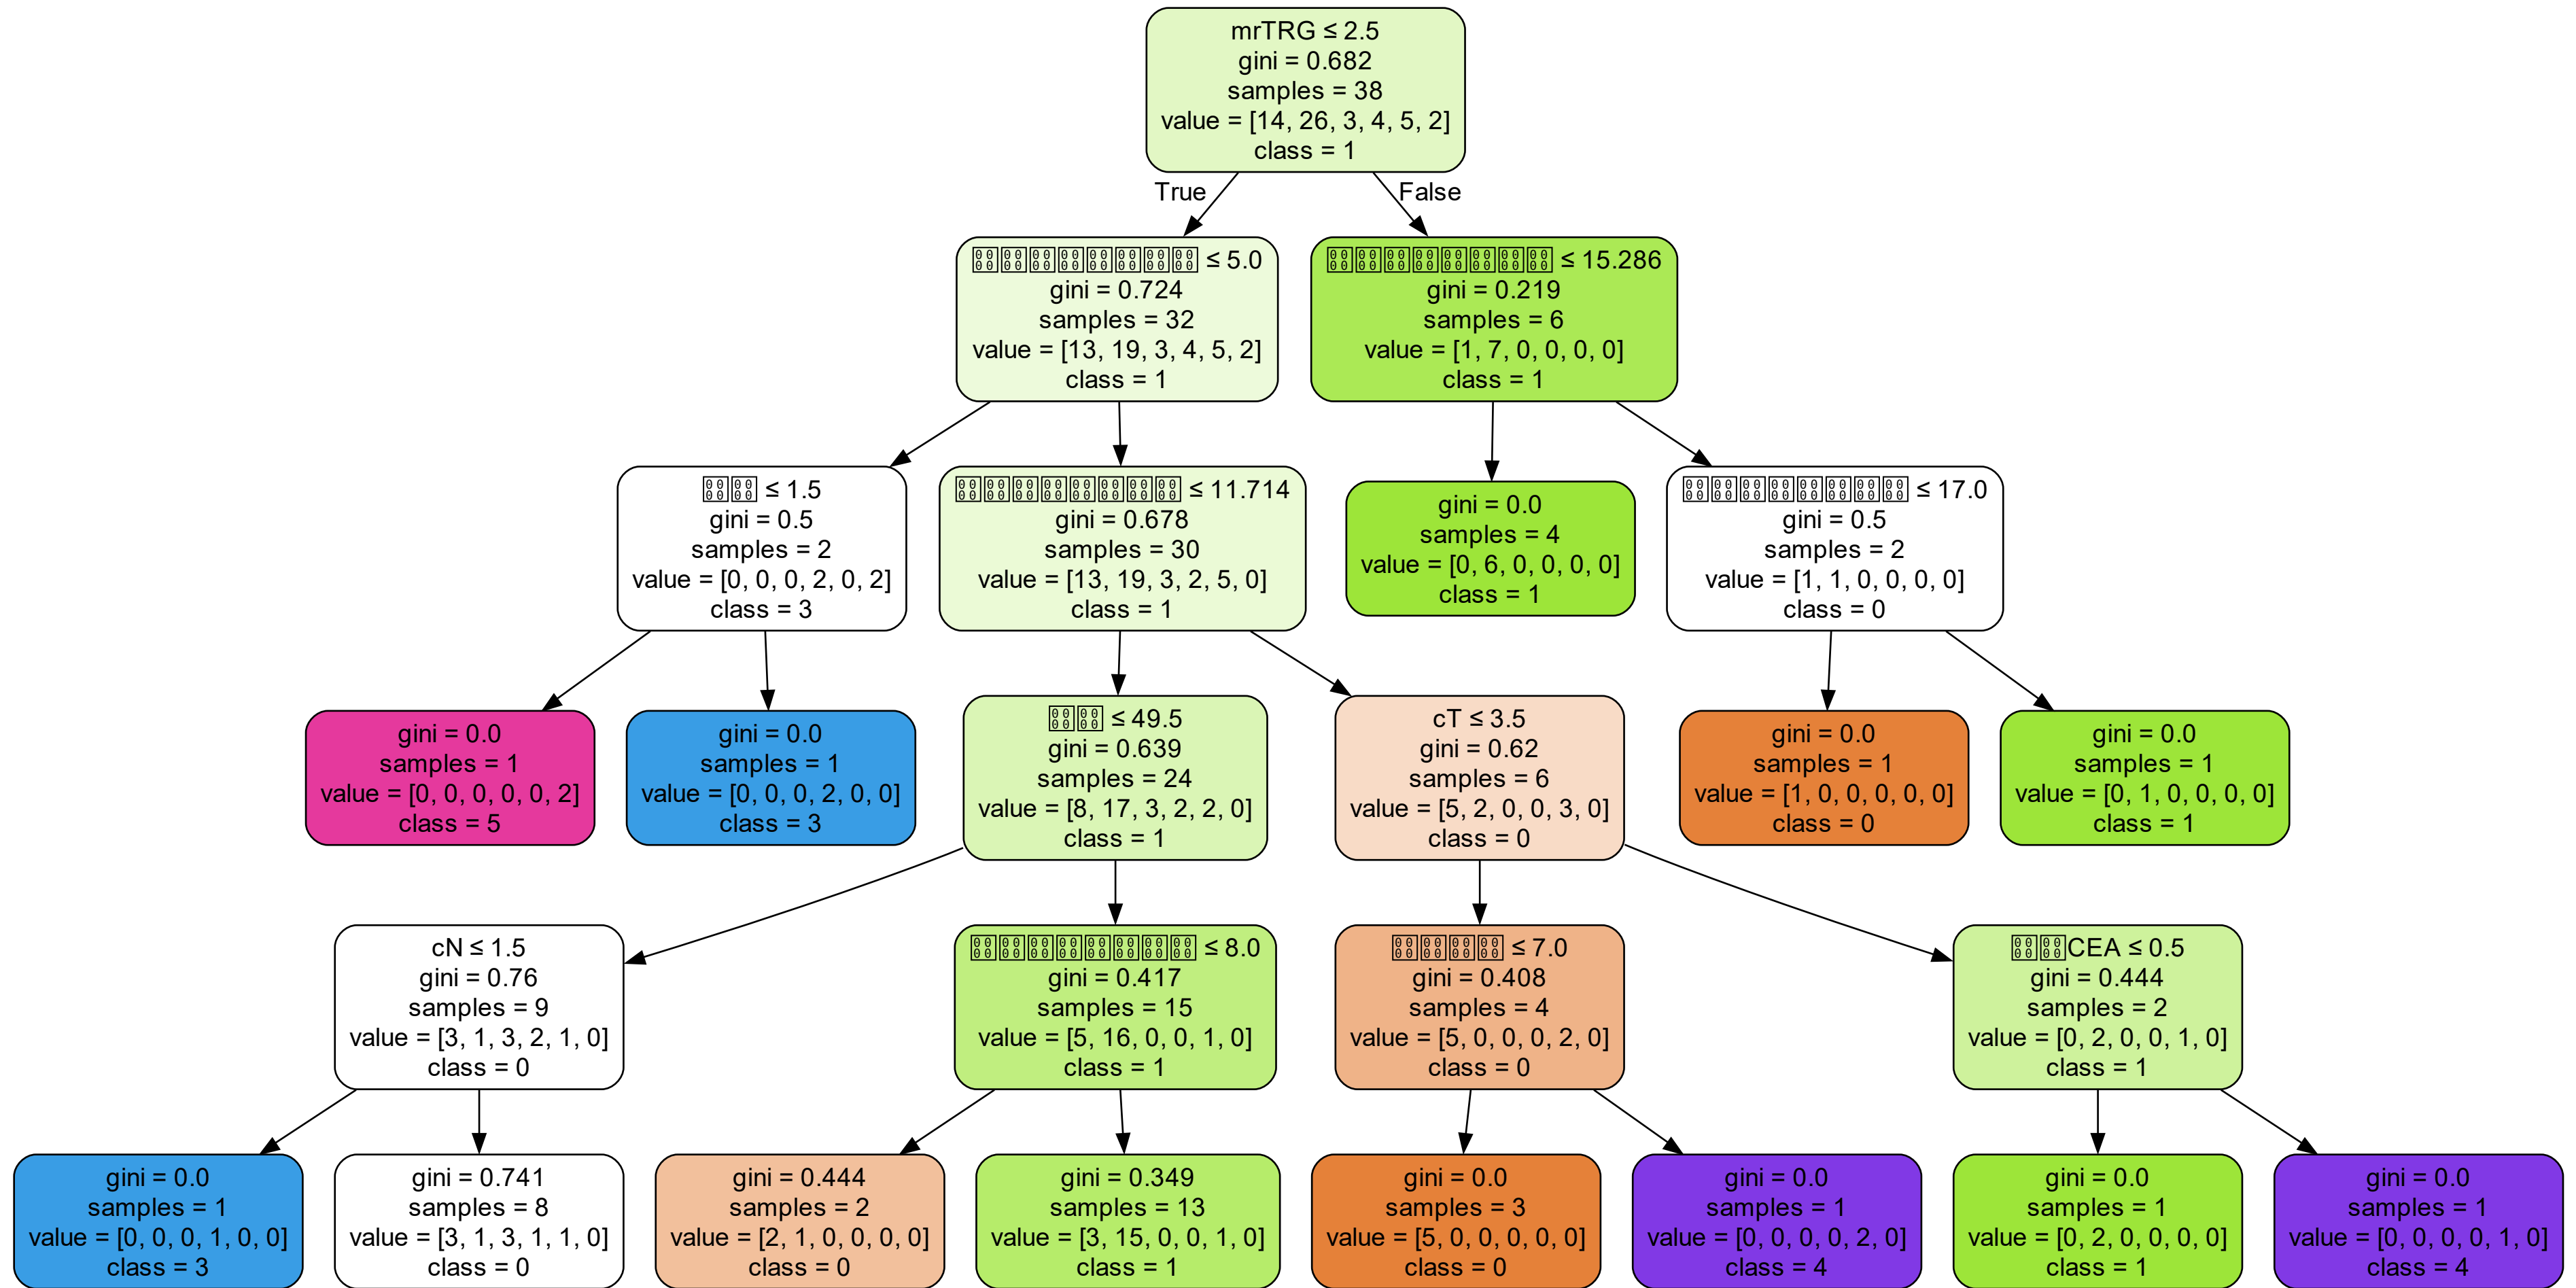 mrTRG ≤ 2.5
gini = 0.682
samples = 38
value = [14, 26, 3, 4, 5, 2]
class = 1
True
False
≤ 5.0
gini = 0.724
samples = 32
value = [13, 19, 3, 4, 5, 2]
class = 1
≤ 15.286
gini = 0.219
samples = 6
value = [1, 7, 0, 0, 0, 0]
class = 1
≤ 1.5
gini = 0.5
samples = 2
value = [0, 0, 0, 2, 0, 2]
class = 3
≤ 11.714
gini = 0.678
samples = 30
value = [13, 19, 3, 2, 5, 0]
class = 1
gini = 0.0
samples = 4
value = [0, 6, 0, 0, 0, 0]
class = 1
≤ 17.0
gini = 0.5
samples = 2
value = [1, 1, 0, 0, 0, 0]
class = 0
gini = 0.0
samples = 1
value = [0, 0, 0, 0, 0, 2]
class = 5
gini = 0.0
samples = 1
value = [0, 0, 0, 2, 0, 0]
class = 3
≤ 49.5
gini = 0.639
samples = 24
value = [8, 17, 3, 2, 2, 0]
class = 1
cT ≤ 3.5
gini = 0.62
samples = 6
value = [5, 2, 0, 0, 3, 0]
class = 0
gini = 0.0
samples = 1
value = [1, 0, 0, 0, 0, 0]
class = 0
gini = 0.0
samples = 1
value = [0, 1, 0, 0, 0, 0]
class = 1
cN ≤ 1.5
gini = 0.76
samples = 9
value = [3, 1, 3, 2, 1, 0]
class = 0
≤ 8.0
gini = 0.417
samples = 15
value = [5, 16, 0, 0, 1, 0]
class = 1
≤ 7.0
gini = 0.408
samples = 4
value = [5, 0, 0, 0, 2, 0]
class = 0
CEA ≤ 0.5
gini = 0.444
samples = 2
value = [0, 2, 0, 0, 1, 0]
class = 1
gini = 0.0
samples = 1
value = [0, 0, 0, 1, 0, 0]
class = 3
gini = 0.741
samples = 8
value = [3, 1, 3, 1, 1, 0]
class = 0
gini = 0.444
samples = 2
value = [2, 1, 0, 0, 0, 0]
class = 0
gini = 0.349
samples = 13
value = [3, 15, 0, 0, 1, 0]
class = 1
gini = 0.0
samples = 3
value = [5, 0, 0, 0, 0, 0]
class = 0
gini = 0.0
samples = 1
value = [0, 0, 0, 0, 2, 0]
class = 4
gini = 0.0
samples = 1
value = [0, 2, 0, 0, 0, 0]
class = 1
gini = 0.0
samples = 1
value = [0, 0, 0, 0, 1, 0]
class = 4